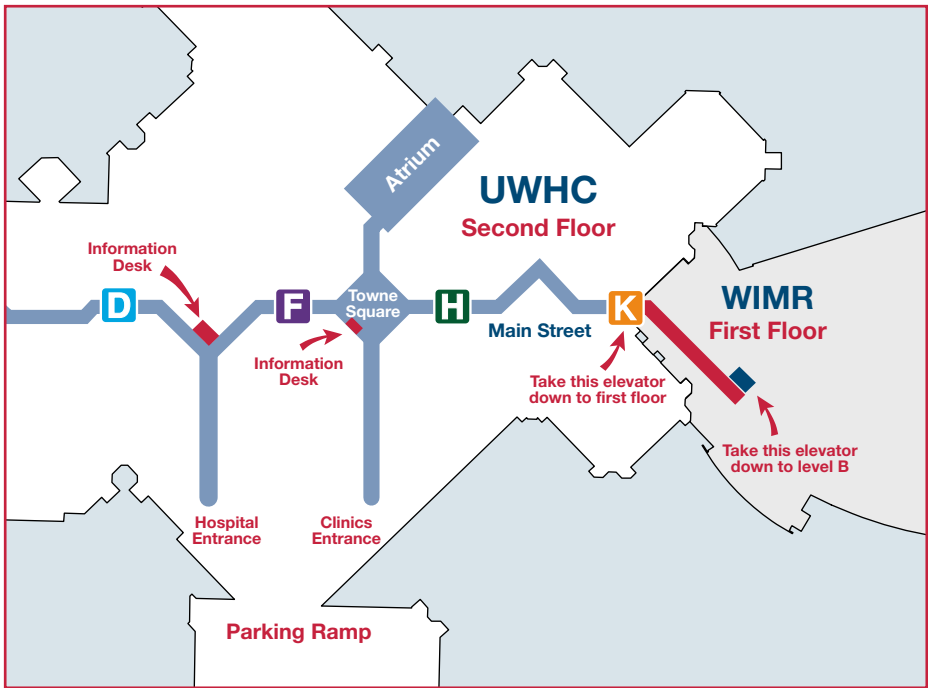 Atrium
UWHC
Second Floor
Information
Desk
D
F
Towne
Square
H
Main Street
K
WIMR
First Floor
Information
Desk
Take this elevator
down to first floor
Take this elevator
down to level B
Hospital
Entrance
Clinics
Entrance
Parking Ramp